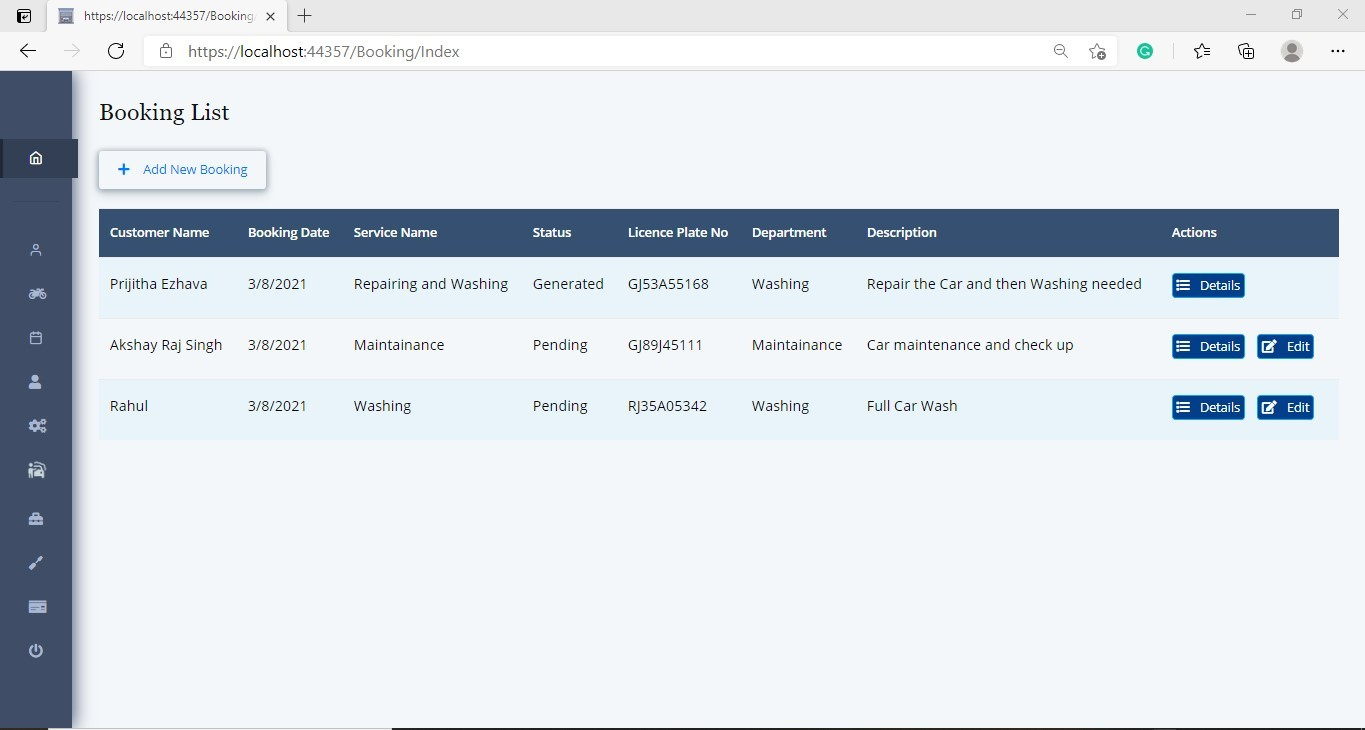 https://localhost:44357/Booking
https://localhost:44357/Booking/Index
Booking List
+ Add New Booking
Customer Name Booking Date Service Name Status Licence Plate No Department Description Actions
Prijitha Ezhava 3/8/2021 Repairing and Washing Generated GJ53A55168 Washing Repair the Car and then Washing needed Details
Akshay Raj Singh 3/8/2021 Maintainance Pending GJ89J45111 Maintainance Car maintenance and check up Details Edit
Rahul 3/8/2021 Washing Pending RJ35A05342 Washing Full Car Wash Details Edit